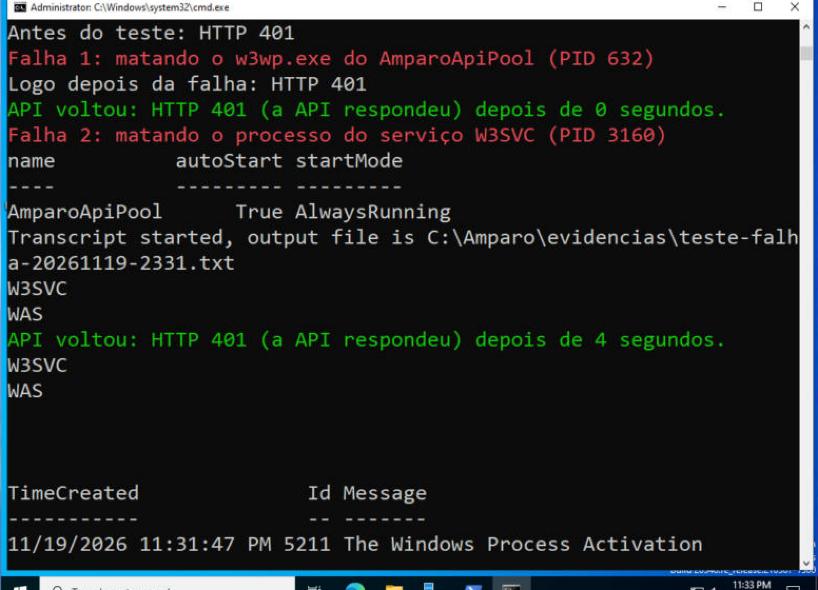 Administrator: C:\Windows\system32\cmd.exe
Antes do teste: HTTP 401
Falha 1: matando o w3wp.exe do AmparoApiPool (PID 632)
Logo depois da falha: HTTP 401
API voltou: HTTP 401 (a API respondeu) depois de 0 segundos.
Falha 2: matando o processo do serviço W3SVC (PID 3160)
name autoStart startMode
---- --------- ---------
AmparoApiPool True AlwaysRunning
Transcript started, output file is C:\Amparo\evidencias\teste-falh
a-20261119-2331.txt
W3SVC
WAS
API voltou: HTTP 401 (a API respondeu) depois de 4 segundos.
W3SVC
WAS
TimeCreated Id Message
----------- -- -------
11/19/2026 11:31:47 PM 5211 The Windows Process Activation
11:33 PM